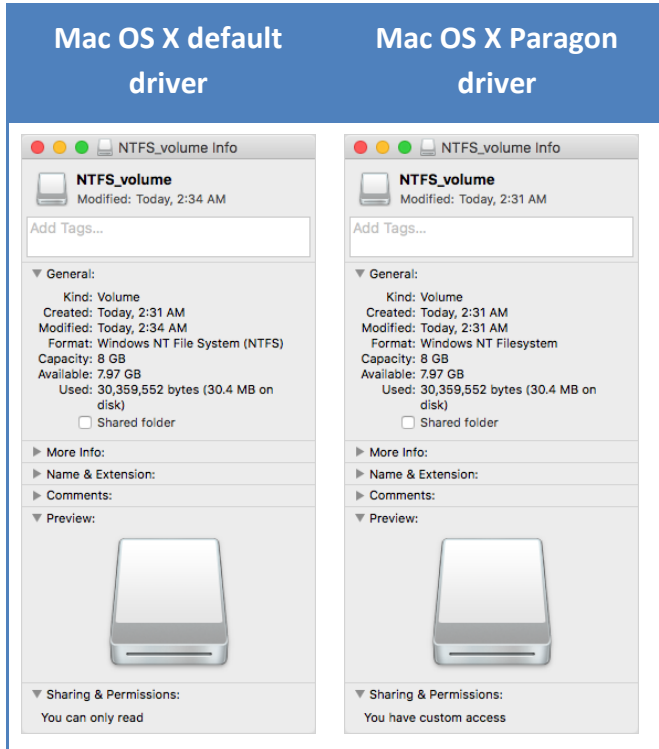 Mac OS X default
driver
Mac OS X Paragon
driver
NTFS_volume Info
NTFS_volume
Modified: Today, 2:34 AM
Add Tags...
General:
Kind: Volume
Created: Today, 2:31 AM
Modified: Today, 2:34 AM
Format: Windows NT File System (NTFS)
Capacity: 8 GB
Available: 7.97 GB
Used: 30,359,552 bytes (30.4 MB on
disk)
Shared folder
More Info:
Name & Extension:
Comments:
Preview:
Sharing & Permissions:
You can only read
NTFS_volume Info
NTFS_volume
Modified: Today, 2:31 AM
Add Tags...
General:
Kind: Volume
Created: Today, 2:31 AM
Modified: Today, 2:31 AM
Format: Windows NT Filesystem
Capacity: 8 GB
Available: 7.97 GB
Used: 30,359,552 bytes (30.4 MB on
disk)
Shared folder
More Info:
Name & Extension:
Comments:
Preview:
Sharing & Permissions:
You have custom access